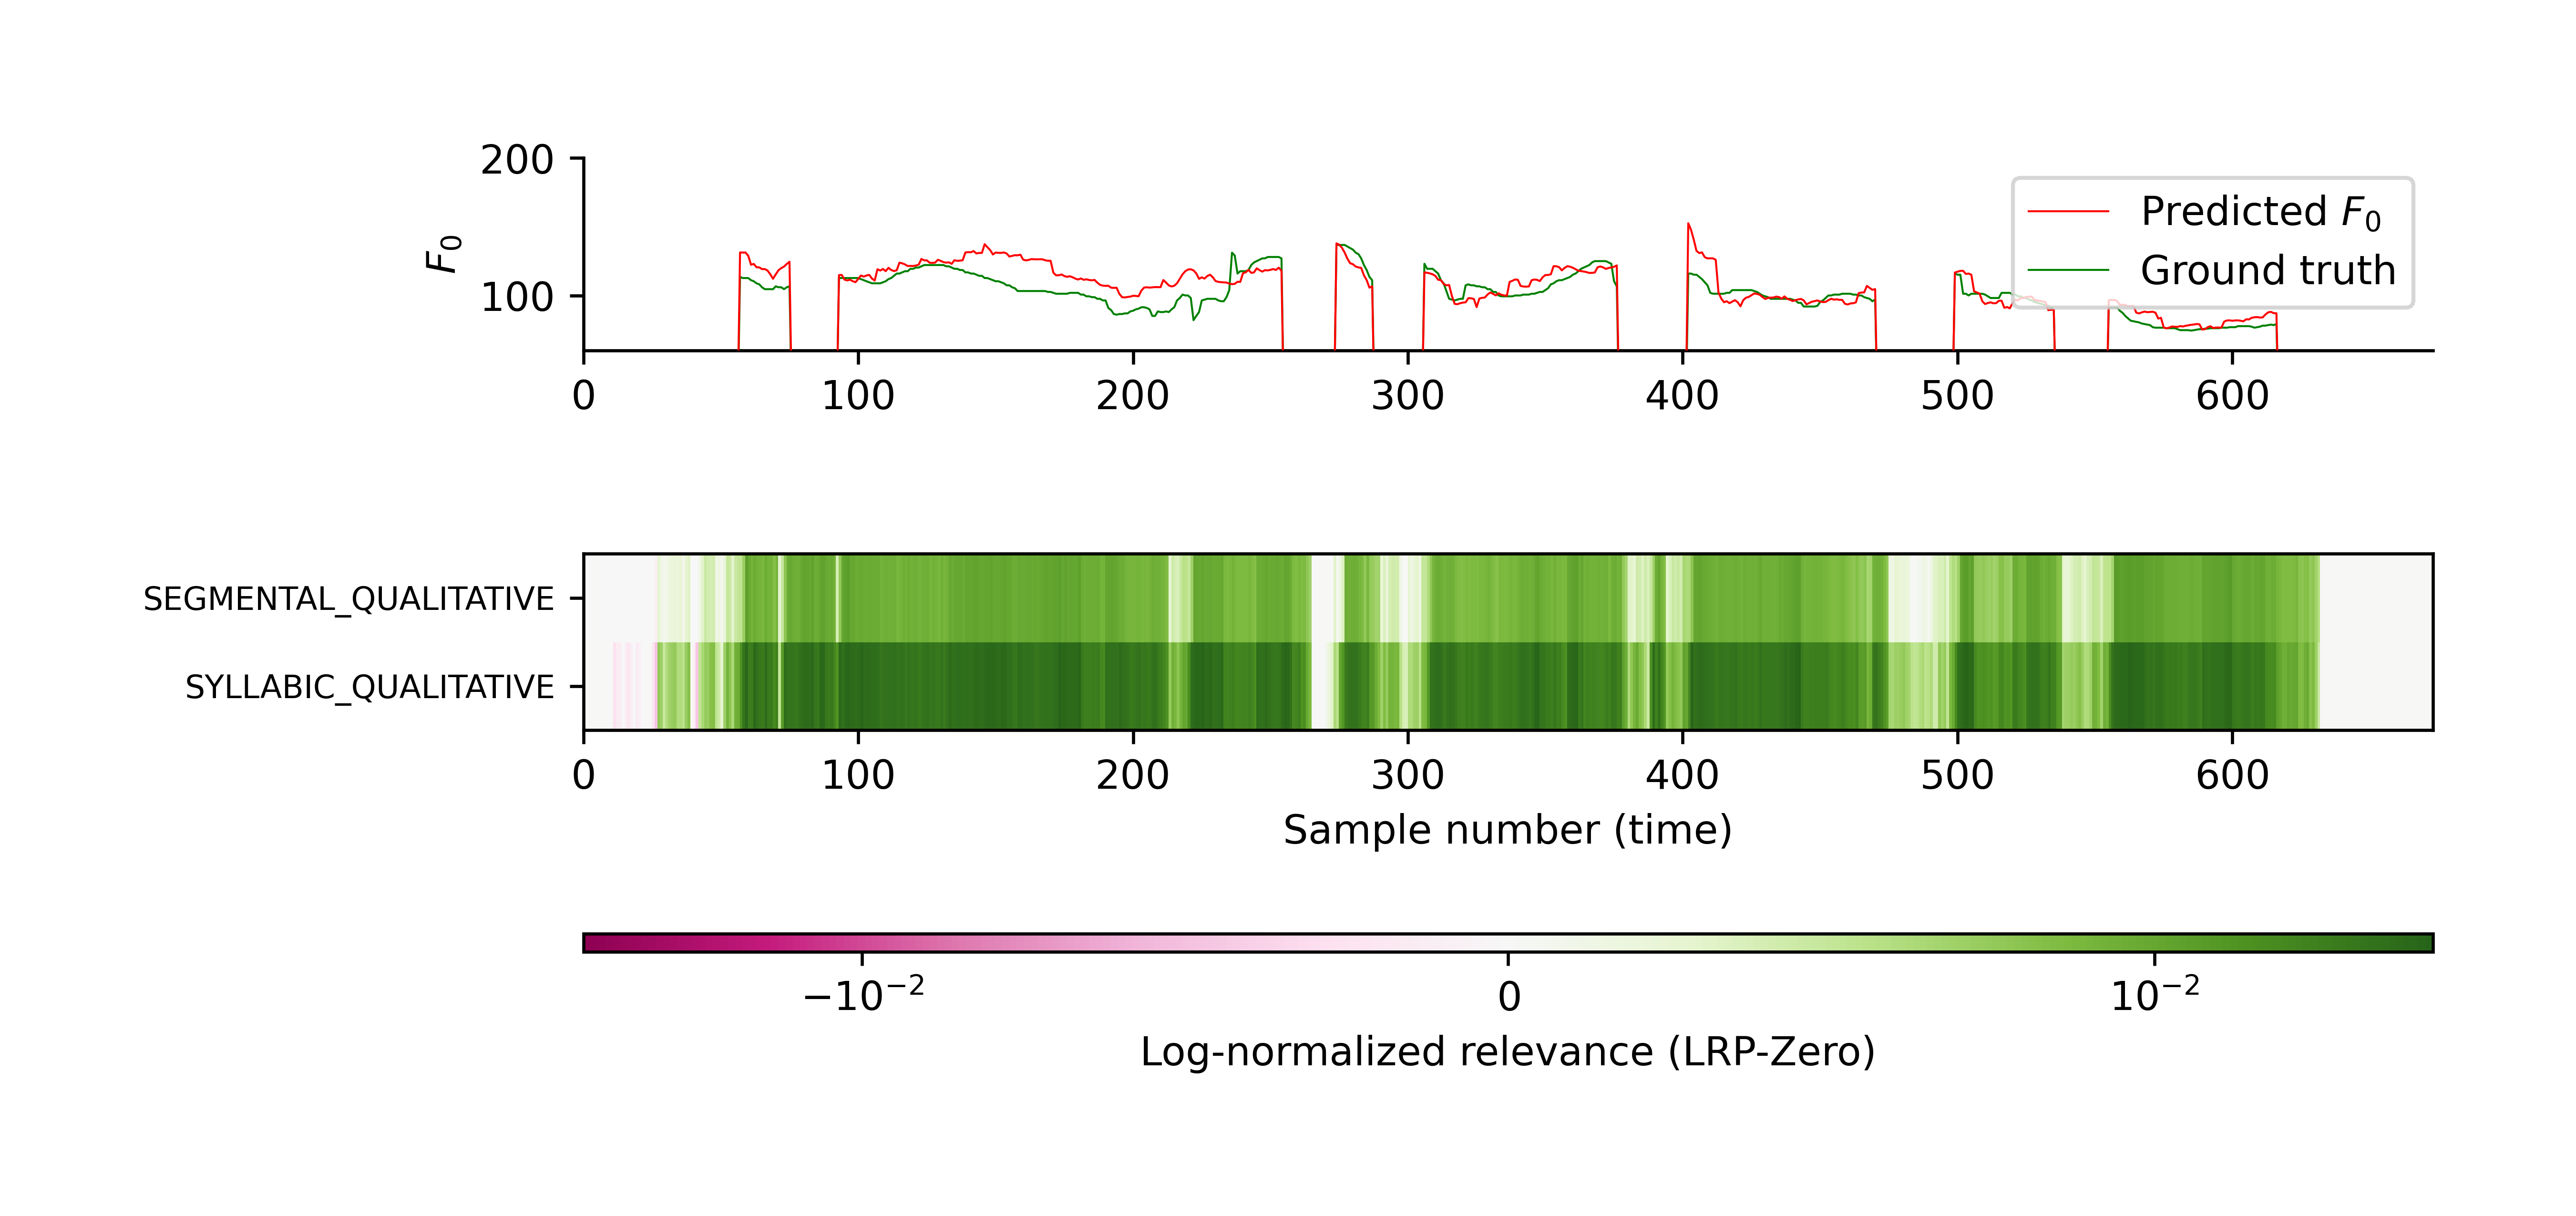 200
100
F₀
Predicted F₀
Ground truth
0 100 200 300 400 500 600
SEGMENTAL_QUALITATIVE
SYLLABIC_QUALITATIVE
0 100 200 300 400 500 600
Sample number (time)
−10⁻² 0 10⁻²
Log-normalized relevance (LRP-Zero)